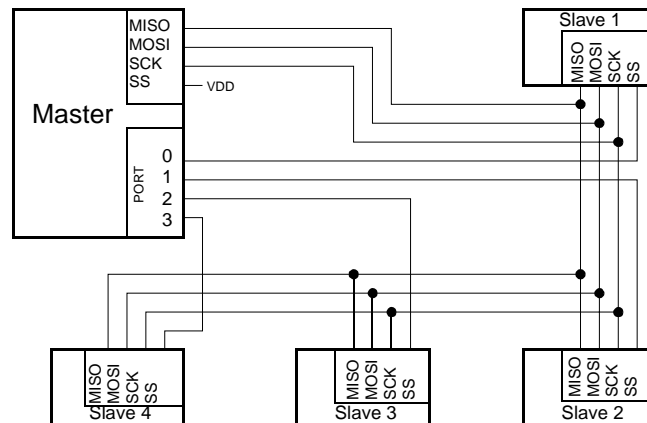 MISO
MOSI
SCK
SS
VDD
Master
PORT
0
1
2
3
Slave 1
MISO
MOSI
SCK
SS
MISO
MOSI
SCK
SS
Slave 4
MISO
MOSI
SCK
SS
Slave 3
MISO
MOSI
SCK
SS
Slave 2